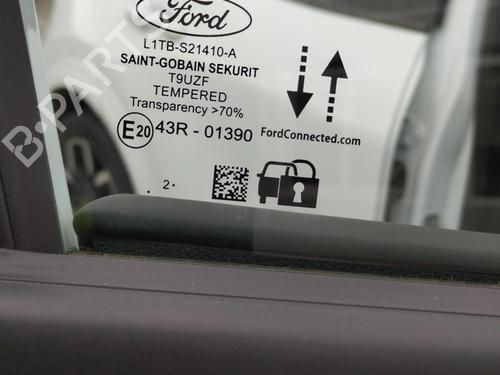 Ford
L1TB-S21410-A
SAINT-GOBAIN SEKURIT
T9UZF
TEMPERED
Transparency >70%
E20 43R - 01390
FordConnected.com
. 2 .
B-PARTS